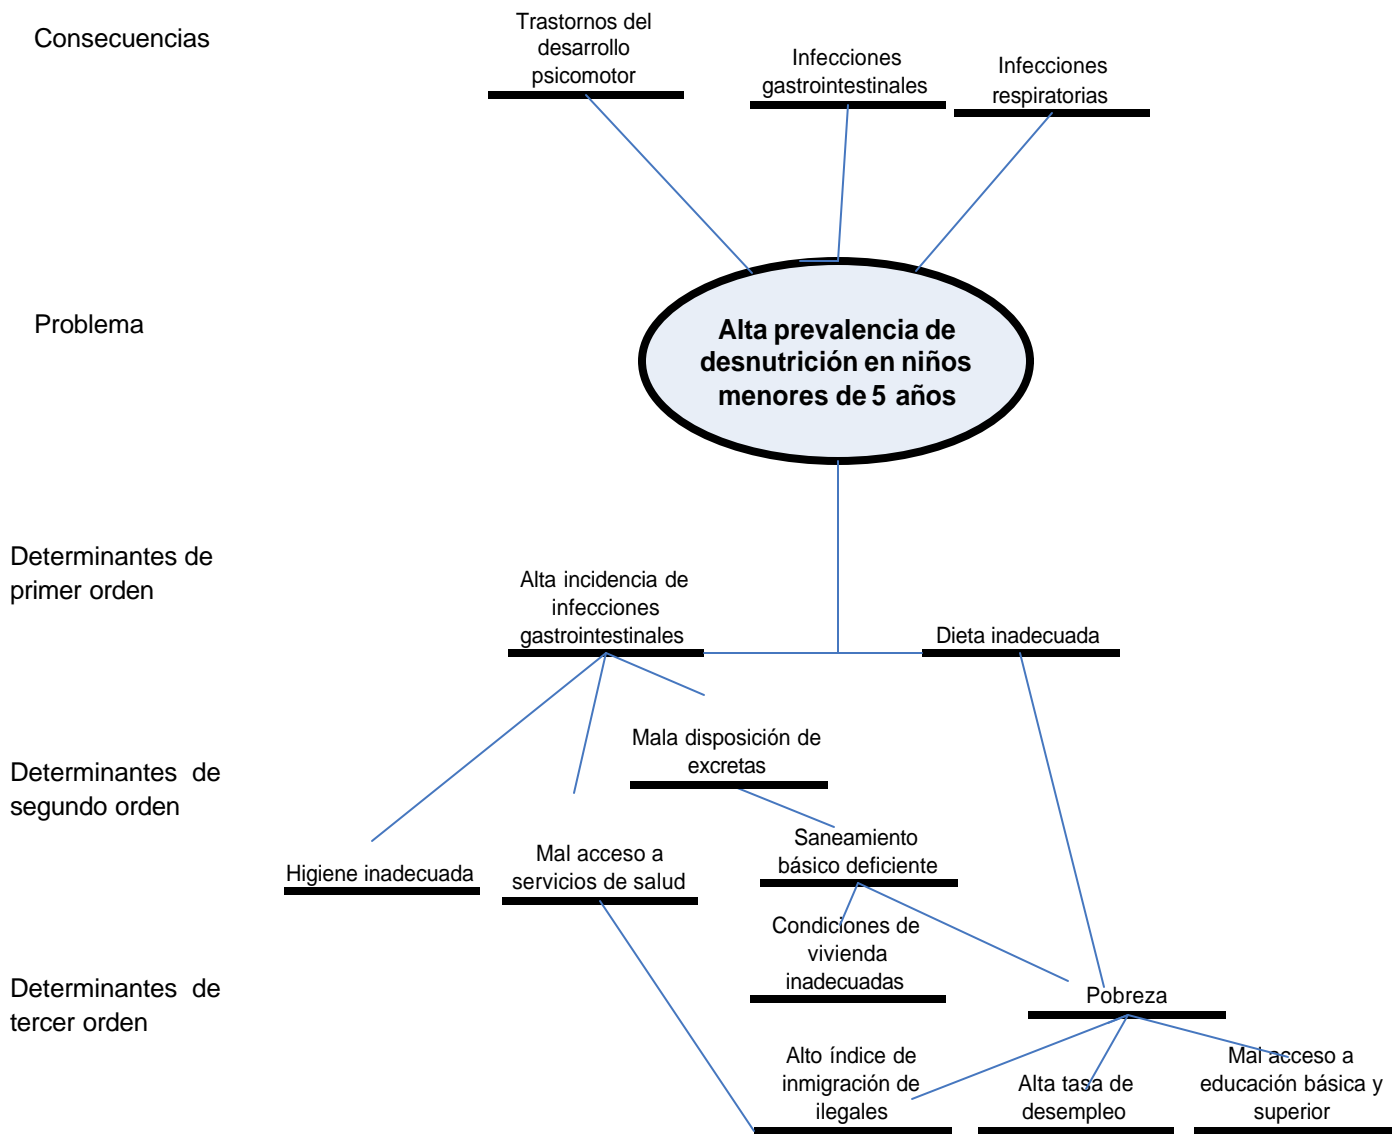 Consecuencias
Trastornos del
desarrollo
psicomotor
Infecciones
gastrointestinales
Infecciones
respiratorias
Problema
Alta prevalencia de
desnutrición en niños
menores de 5 años
Determinantes de
primer orden
Alta incidencia de
infecciones
gastrointestinales
Dieta inadecuada
Determinantes de
segundo orden
Mala disposición de
excretas
Higiene inadecuada
Mal acceso a
servicios de salud
Saneamiento
básico deficiente
Determinantes de
tercer orden
Condiciones de
vivienda
inadecuadas
Pobreza
Alto índice de
inmigración de
ilegales
Alta tasa de
desempleo
Mal acceso a
educación básica y
superior